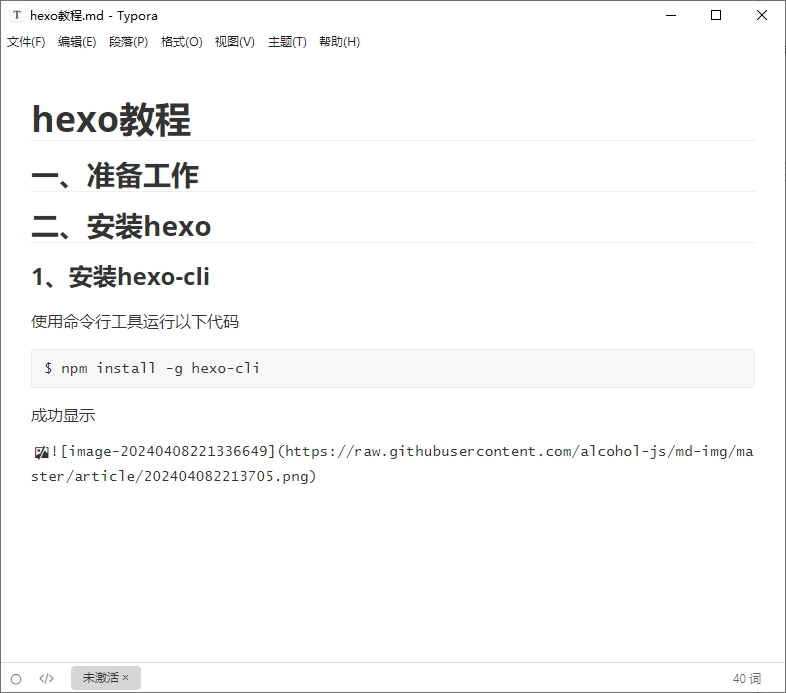 T hexo教程.md - Typora
文件(F) 编辑(E) 段落(P) 格式(O) 视图(V) 主题(T) 帮助(H)
hexo教程
一、准备工作
二、安装hexo
1、安装hexo-cli
使用命令行工具运行以下代码
$ npm install -g hexo-cli
成功显示
![image-20240408221336649](https://raw.githubusercontent.com/alcohol-js/md-img/ma
ster/article/202404082213705.png)
</> 未激活 × 40 词